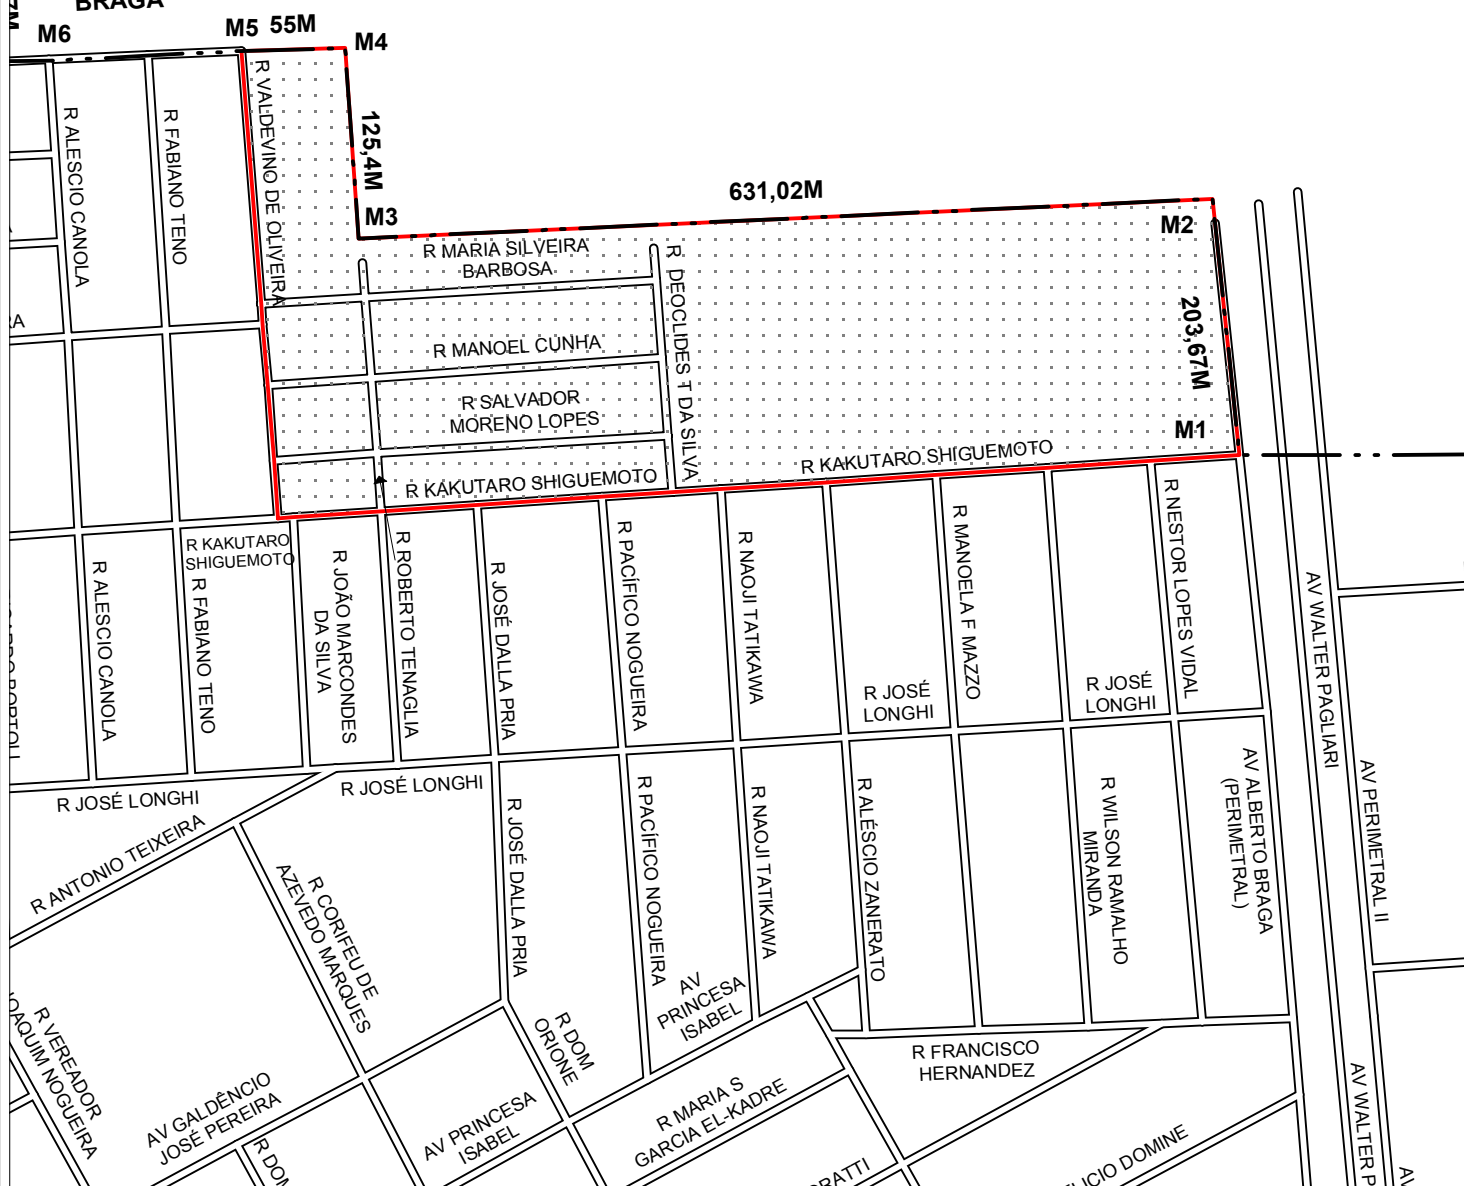 BRAGA
M6
M5
55M
M4
R VALDEVINO DE OLIVEIRA
R ALESCIO CANOLA
R FABIANO TENO
125,4M
M3
631,02M
M2
R MARIA SILVEIRA
BARBOSA
R DEOCLIDES T DA SILVA
203,67M
R MANOEL CUNHA
R SALVADOR
MORENO LOPES
M1
R KAKUTARO SHIGUEMOTO
R KAKUTARO SHIGUEMOTO
R KAKUTARO
SHIGUEMOTO
R ALESCIO CANOLA
R FABIANO TENO
R JOÃO MARCONDES
DA SILVA
R ROBERTO TENAGLIA
R JOSÉ DALLA PRIA
R PACÍFICO NOGUEIRA
R NAOJI TATIKAWA
R MANOELA F MAZZO
R NESTOR LOPES VIDAL
AV WALTER PAGLIARI
R JOSÉ
LONGHI
R JOSÉ
LONGHI
R JOSÉ LONGHI
R JOSÉ LONGHI
R ANTONIO TEIXEIRA
R CORIFEU DE
AZEVEDO MARQUES
R JOSÉ DALLA PRIA
R PACÍFICO NOGUEIRA
R NAOJI TATIKAWA
R ALÉSCIO ZANERATO
R WILSON RAMALHO
MIRANDA
AV ALBERTO BRAGA
(PERIMETRAL)
AV PERIMETRAL II
AV
PRINCESA
ISABEL
R DOM
ORIONE
R VEREADOR
OAQUIM NOGUEIRA
R FRANCISCO
HERNANDEZ
AV GALDÊNCIO
JOSÉ PEREIRA
AV PRINCESA
ISABEL
R MARIA S
GARCIA EL-KADRE
AV WALTER P
R DOM
LICIO DOMINE
RATTI
AV